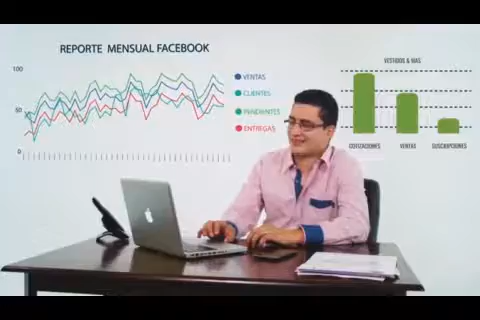 REPORTE MENSUAL FACEBOOK
100
50
0
VENTAS
CLIENTES
PENDIENTES
ENTREGAS
VESTIDOS & MAS
COTIZACIONES
VENTAS
SUSCRIPCIONES